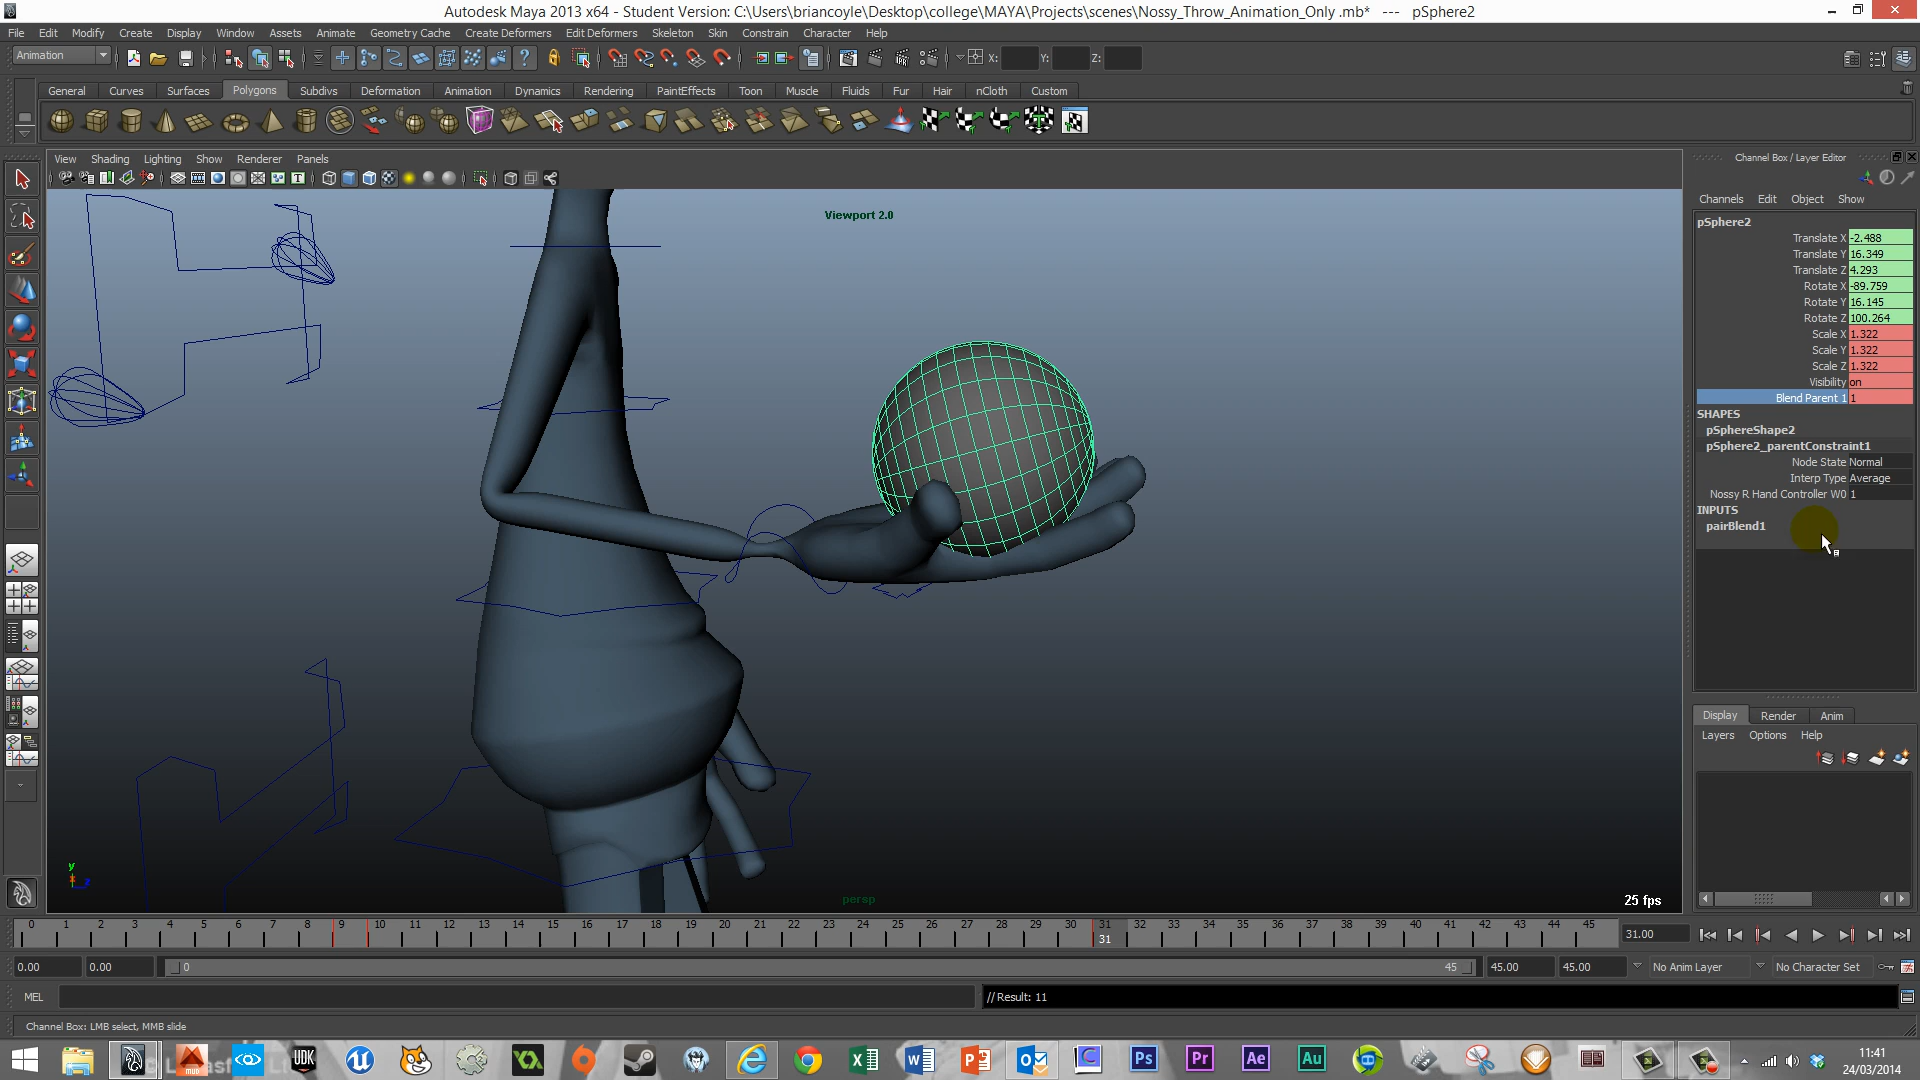 Autodesk Maya 2013 x64 - Student Version: C:\Users\briancoyle\Desktop\college\MAYA\Projects\scenes\Nossy_Throw_Animation_Only .mb* --- pSphere2
File Edit Modify Create Display Window Assets Animate Geometry Cache Create Deformers Edit Deformers Skeleton Skin Constrain Character Help
Animation X: Y: Z:
General Curves Surfaces Polygons Subdivs Deformation Animation Dynamics Rendering PaintEffects Toon Muscle Fluids Fur Hair nCloth Custom
View Shading Lighting Show Renderer Panels
Viewport 2.0
Channel Box / Layer Editor
Channels Edit Object Show
pSphere2
Translate X -2.488
Translate Y 16.349
Translate Z 4.293
Rotate X -89.759
Rotate Y 16.145
Rotate Z 100.264
Scale X 1.322
Scale Y 1.322
Scale Z 1.322
Visibility on
Blend Parent 1 1
SHAPES
pSphereShape2
pSphere2_parentConstraint1
Node State Normal
Interp Type Average
Nossy R Hand Controller W0 1
INPUTS
pairBlend1
Display Render Anim
Layers Options Help
y
z
persp
25 fps
0 1 2 3 4 5 6 7 8 9 10 11 12 13 14 15 16 17 18 19 20 21 22 23 24 25 26 27 28 29 30 31 32 33 34 35 36 37 38 39 40 41 42 43 44 45
31
31.00
0.00 0.00 0 45 45.00 45.00 No Anim Layer No Character Set
MEL // Result: 11
Channel Box: LMB select, MMB slide
UDK Ps Pr Ae Au
11:41
24/03/2014